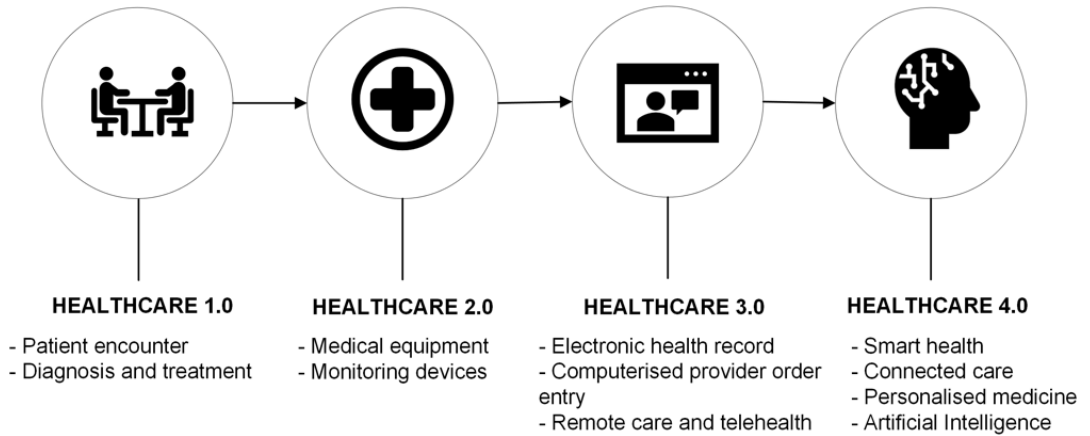 HEALTHCARE 1.0
- Patient encounter
- Diagnosis and treatment
HEALTHCARE 2.0
- Medical equipment
- Monitoring devices
HEALTHCARE 3.0
- Electronic health record
- Computerised provider order
entry
- Remote care and telehealth
HEALTHCARE 4.0
- Smart health
- Connected care
- Personalised medicine
- Artificial Intelligence